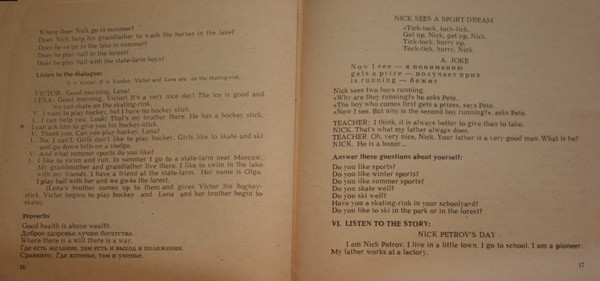 Where does Nick go in summer?
Does Nick help his grandfather to wash the horses in the lake?
Does he swim in the lake in summer?
Does he play ball in the forest?
Does he play ball with the state-farm boys?
Listen to the dialogue:
Victor and Lena are on the skating-rink.
VICTOR: Good morning, Lena!
LENA: Good morning, Victor! It's a very nice day! The ice is good and
we can skate on the skating-rink.
V. I want to play hockey, but I have no hockey stick.
L. I can help you. Look! That's my brother there. He has a hockey stick.
I can ask him to give you his hockey-stick.
V. Thank you. Can you play hockey, Lena?
L. No, I can't. Girls don't like to play hockey. Girls like to skate and ski
and go down hills on a sledge.
V. And what summer sports do you like?
L. I like to swim and run. In summer I go to a state-farm near Moscow.
My grandmother and grandfather live there. I like to swim in the lake
with my friends. I have a friend at the state-farm. Her name is Olga.
I play ball with her and we go to the forest.
(Lena's brother comes up to them and gives Victor his hockey-
stick. Victor begins to play hockey and Lena and her brother begin to
skate).
Proverbs
Good health is above wealth.
Доброе здоровье лучше богатства.
Where there is a will there is a way.
Где есть желание, там есть и выход из положения.
Сравните: Где хотенье, там и уменье.
16
NICK SEES A SPORT DREAM
«Tick-tock, tock-tick,
Get up, Nick, get up, Nick.
Tick-tock, hurry up,
Tock-tick, hurry, Nick.
A JOKE
Now I see — я понимаю
gets a prize — получает приз
is running — бежит
Nick sees two boys running.
«Why are they running?» he asks Pete.
«The boy who comes first gets a prize», says Pete.
«Now I see. But why is the second boy running?», asks Pete.
TEACHER: I think, it is always better to give than to take.
NICK. That's what my father always does.
TEACHER: Oh, very nice, Nick. Your father is a very good man. What is he?
NICK. He is a boxer...
Answer these questions about yourself:
Do you like sports?
Do you like winter sports?
Do you like summer sports?
Do you skate well?
Do you ski well?
Have you a skating-rink in your schoolyard?
Do you like to ski in the park or in the forest?
VI. LISTEN TO THE STORY:
NICK PETROV'S DAY
I am Nick Petrov. I live in a little town. I go to school. I am a pioneer.
My father works at a factory.
17